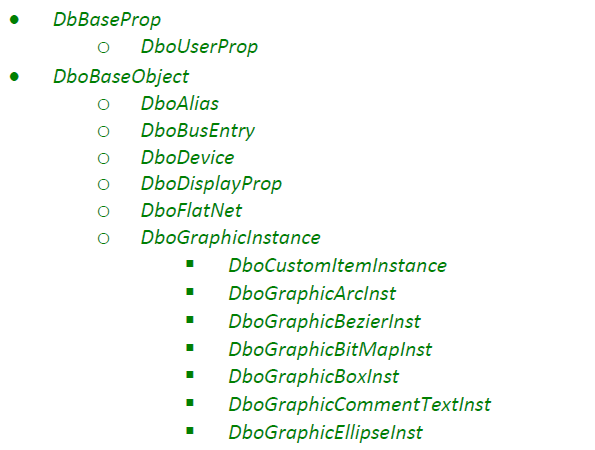 ● DbBaseProp
○ DboUserProp
● DboBaseObject
○ DboAlias
○ DboBusEntry
○ DboDevice
○ DboDisplayProp
○ DboFlatNet
○ DboGraphicInstance
▪ DboCustomItemInstance
▪ DboGraphicArcInst
▪ DboGraphicBezierInst
▪ DboGraphicBitMapInst
▪ DboGraphicBoxInst
▪ DboGraphicCommentTextInst
▪ DboGraphicEllipseInst